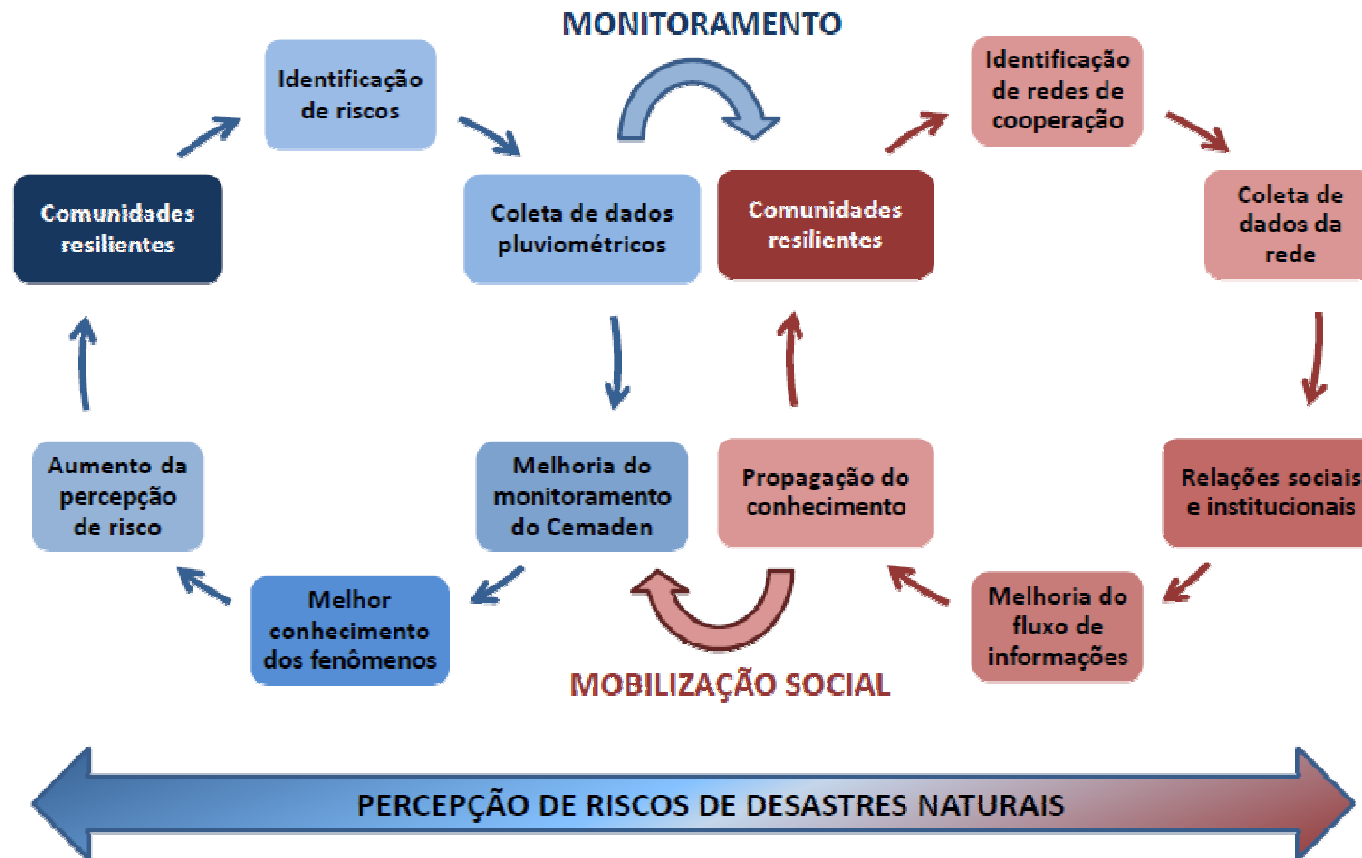 MONITORAMENTO
Identificação
de riscos
Identificação
de redes de
cooperação
Comunidades
resilientes
Coleta de dados
pluviométricos
Comunidades
resilientes
Coleta de
dados da
rede
Aumento da
percepção
de risco
Melhoria do
monitoramento
do Cemaden
Propagação do
conhecimento
Relações sociais
e institucionais
Melhor
conhecimento
dos fenômenos
Melhoria do
fluxo de
informações
MOBILIZAÇÃO SOCIAL
PERCEPÇÃO DE RISCOS DE DESASTRES NATURAIS